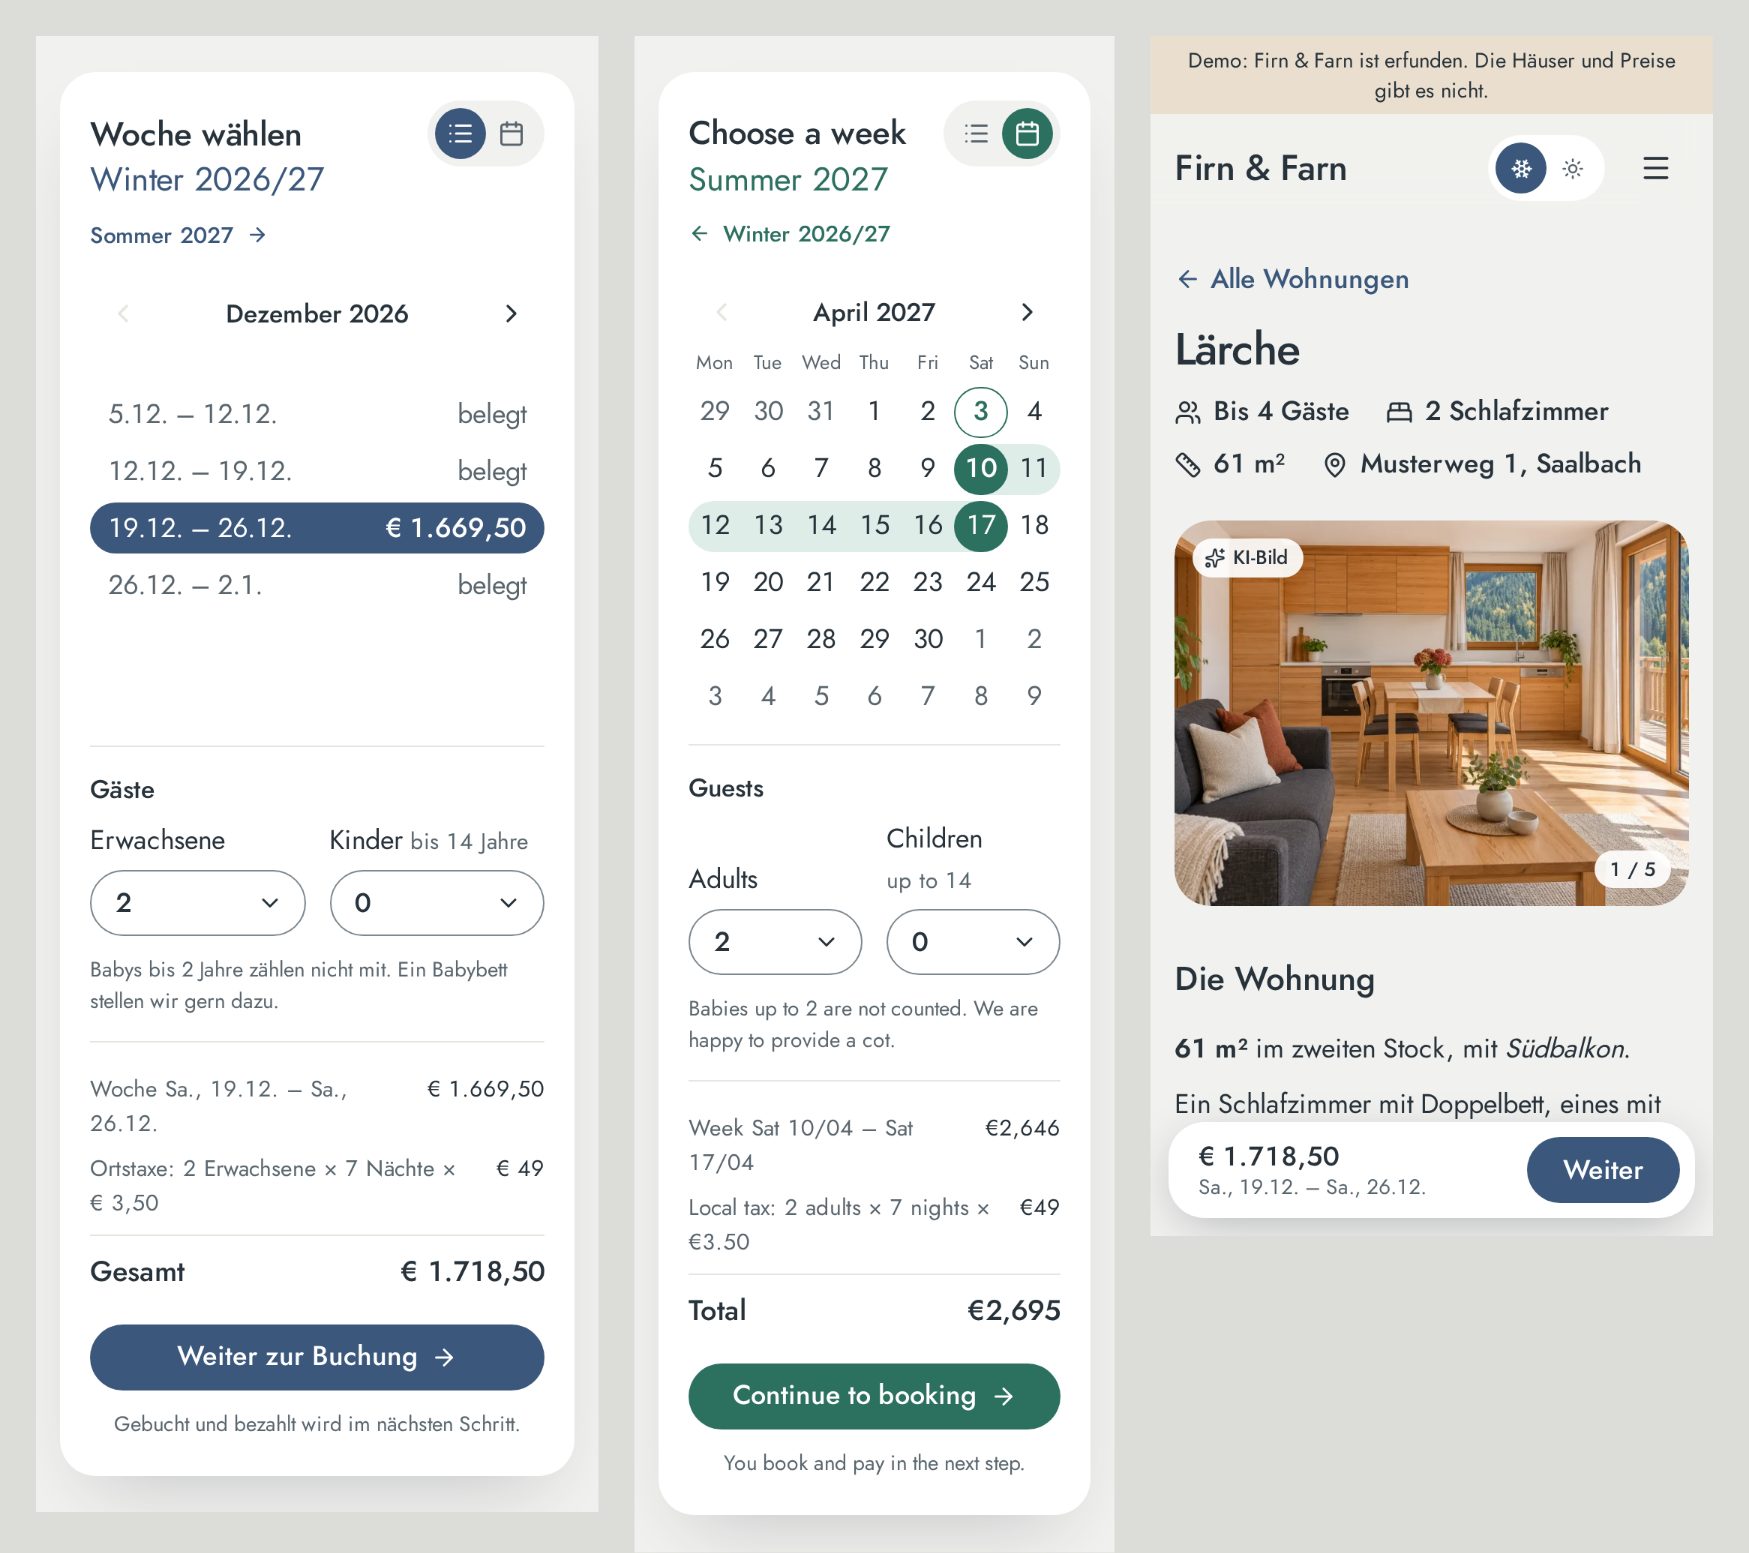 Woche wählen
Winter 2026/27
Sommer 2027 →
Dezember 2026
5.12. – 12.12. belegt
12.12. – 19.12. belegt
19.12. – 26.12. € 1.669,50
26.12. – 2.1. belegt
Gäste
Erwachsene
Kinder bis 14 Jahre
2
0
Babys bis 2 Jahre zählen nicht mit. Ein Babybett
stellen wir gern dazu.
Woche Sa., 19.12. – Sa., € 1.669,50
26.12.
Ortstaxe: 2 Erwachsene × 7 Nächte × € 49
€ 3,50
Gesamt € 1.718,50
Weiter zur Buchung →
Gebucht und bezahlt wird im nächsten Schritt.
Choose a week
Summer 2027
← Winter 2026/27
April 2027
Mon Tue Wed Thu Fri Sat Sun
29 30 31 1 2 3 4
5 6 7 8 9 10 11
12 13 14 15 16 17 18
19 20 21 22 23 24 25
26 27 28 29 30 1 2
3 4 5 6 7 8 9
Guests
Adults
Children
up to 14
2
0
Babies up to 2 are not counted. We are
happy to provide a cot.
Week Sat 10/04 – Sat €2,646
17/04
Local tax: 2 adults × 7 nights × €49
€3.50
Total €2,695
Continue to booking →
You book and pay in the next step.
Demo: Firn & Farn ist erfunden. Die Häuser und Preise
gibt es nicht.
Firn & Farn
← Alle Wohnungen
Lärche
Bis 4 Gäste 2 Schlafzimmer
61 m² Musterweg 1, Saalbach
KI-Bild
1 / 5
Die Wohnung
61 m² im zweiten Stock, mit Südbalkon.
Ein Schlafzimmer mit Doppelbett, eines mit
€ 1.718,50
Sa., 19.12. – Sa., 26.12.
Weiter